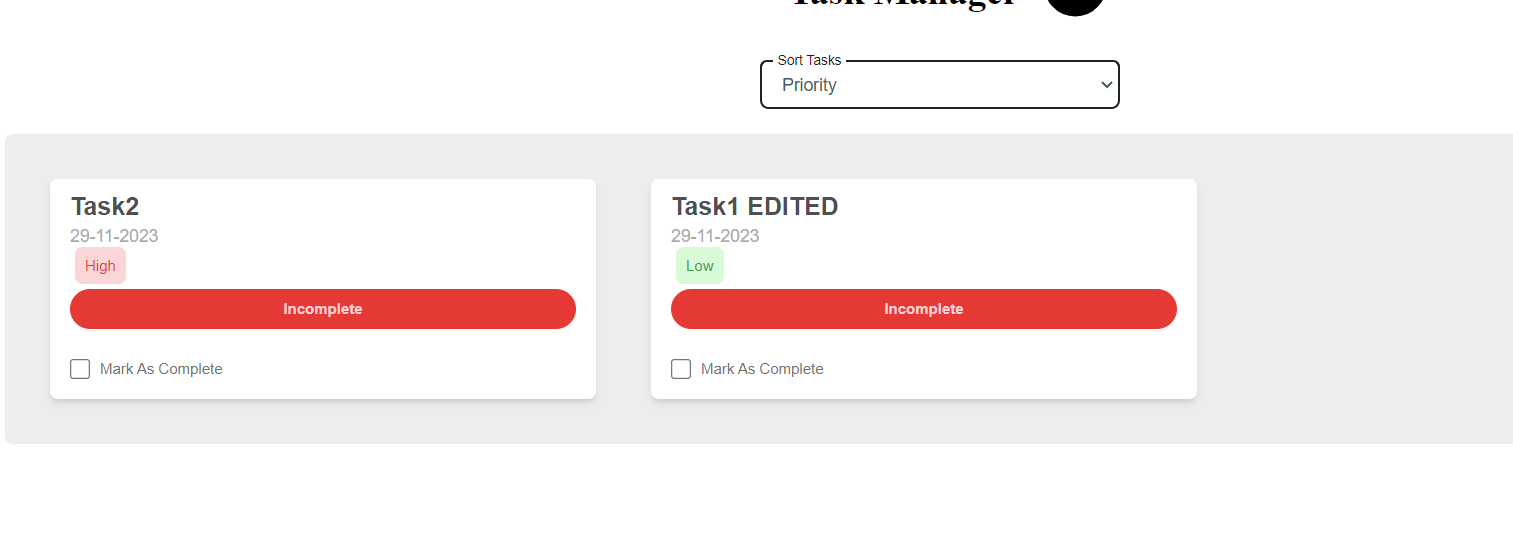 Task Manager
Sort Tasks
Priority
Task2
29-11-2023
High
Incomplete
Mark As Complete
Task1 EDITED
29-11-2023
Low
Incomplete
Mark As Complete